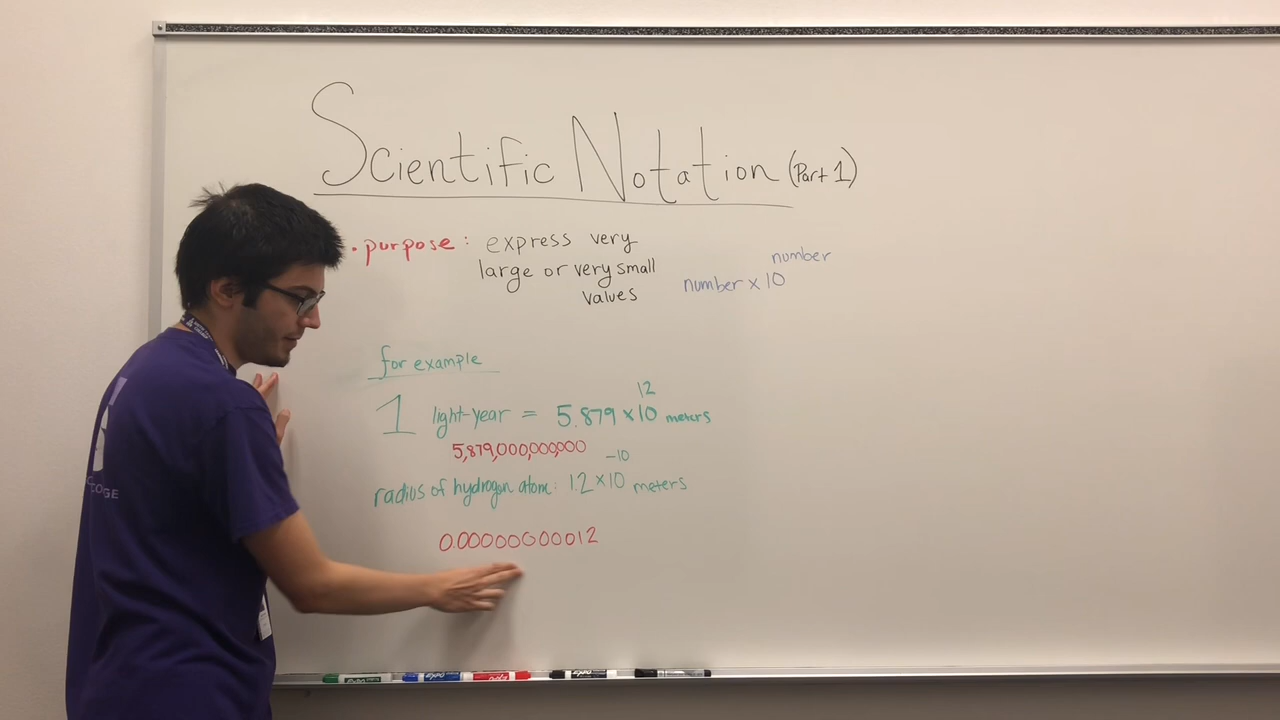 Scientific Notation (Part 1)
• purpose: express very
large or very small
values
number
number × 10
for example
12
1 light-year = 5.879 × 10 meters
5,879,000,000,000
-10
radius of hydrogen atom: 1.2 × 10 meters
0.00000000012
EXPO